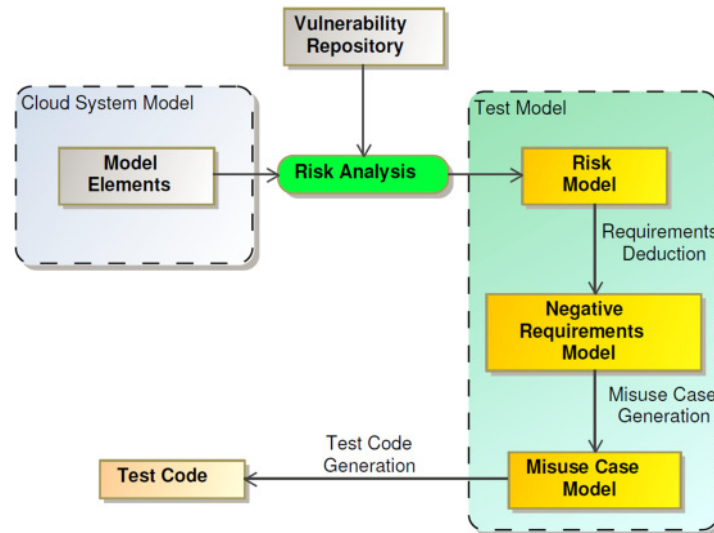 Vulnerability
Repository
Cloud System Model
Test Model
Model
Elements
Risk Analysis
Risk
Model
Requirements
Deduction
Negative
Requirements
Model
Misuse Case
Generation
Test Code
Generation
Test Code
Misuse Case
Model